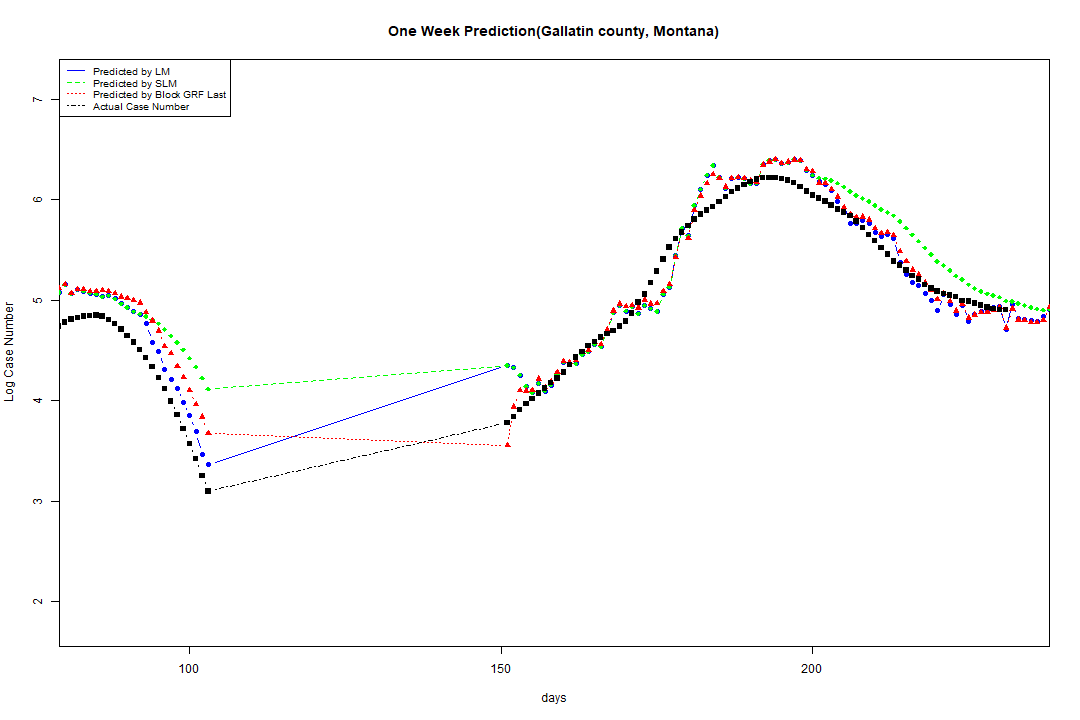 One Week Prediction(Gallatin county, Montana)
Predicted by LM
Predicted by SLM
Predicted by Block GRF Last
Actual Case Number
Log Case Number
7
6
5
4
3
2
100 150 200
days